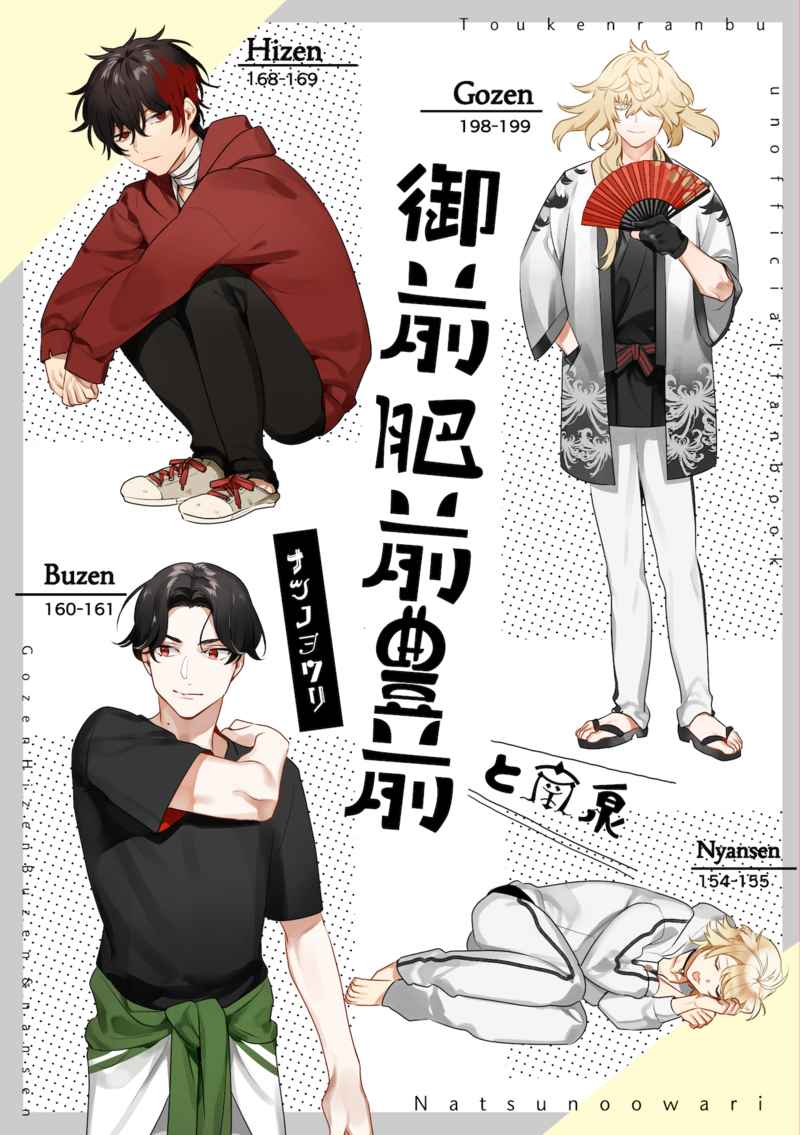 Toukenranbu
Hizen
168-169
Gozen
198-199
unofficial fanbook
御前肥前豊前
ナツノヲワリ
Buzen
160-161
と南泉
Nyansen
154-155
GozenHizenBuzen&nansen
Natsunoowari